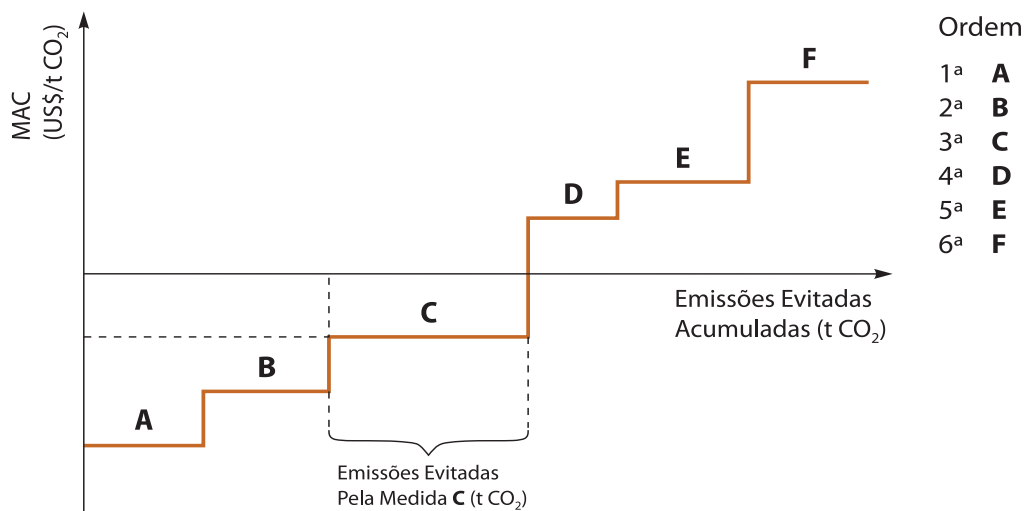 MAC
(US$/t CO₂)
A
B
C
D
E
F
Emissões Evitadas
Acumuladas (t CO₂)
Emissões Evitadas
Pela Medida C (t CO₂)
Ordem
1ª A
2ª B
3ª C
4ª D
5ª E
6ª F